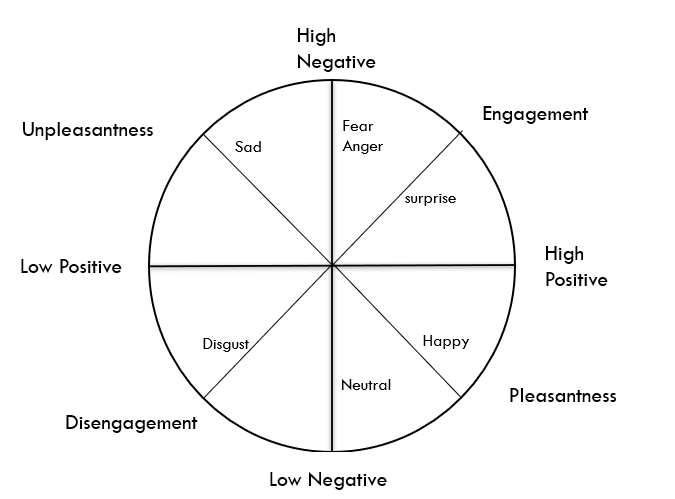 High
Negative
Engagement
Unpleasantness
Fear
Anger
Sad
surprise
High
Positive
Low Positive
Happy
Disgust
Neutral
Pleasantness
Disengagement
Low Negative